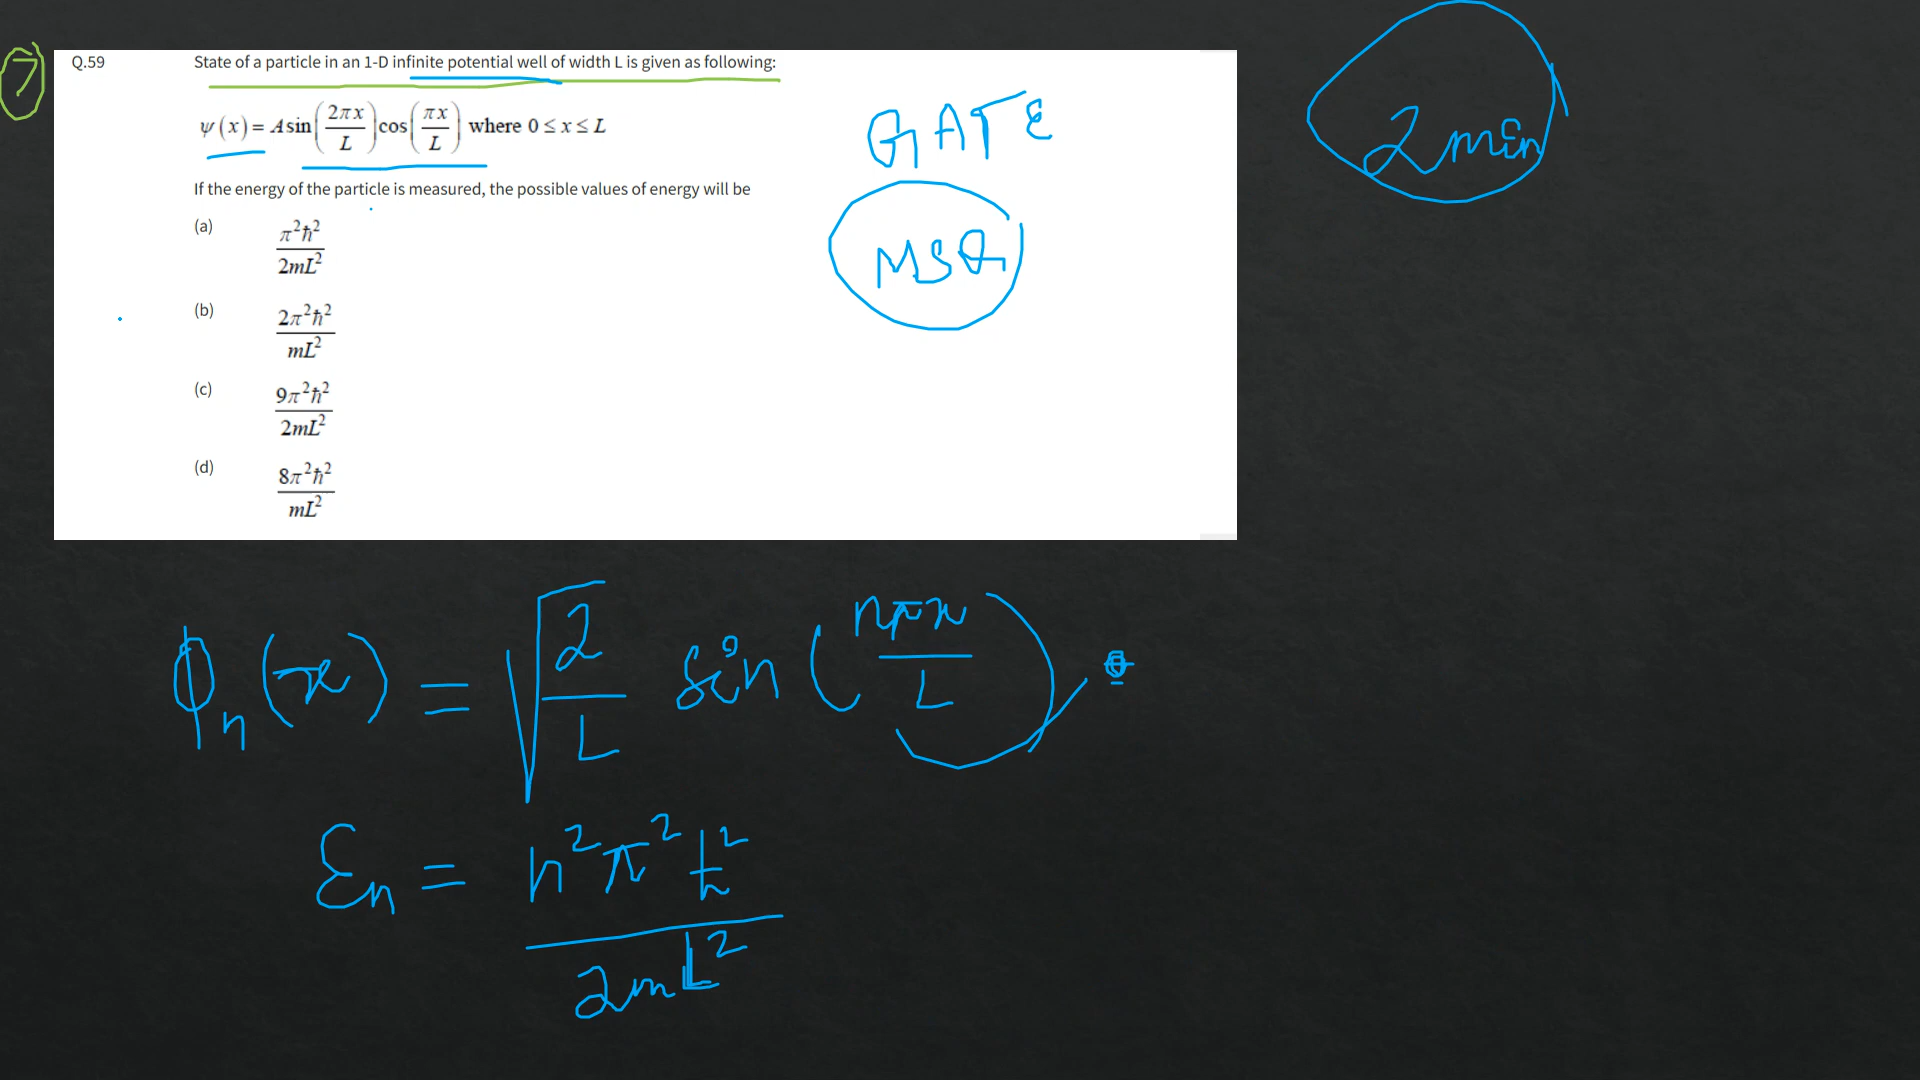 7
Q.59 State of a particle in an 1-D infinite potential well of width L is given as following:
ψ(x) = A sin(2πx/L) cos(πx/L) where 0 ≤ x ≤ L
If the energy of the particle is measured, the possible values of energy will be
(a) π²ħ²/2mL²
(b) 2π²ħ²/mL²
(c) 9π²ħ²/2mL²
(d) 8π²ħ²/mL²
GATE
MSQ
2 min
ϕₙ(x) = √(2/L) sin(nπx/L)
Eₙ = n²π²ħ²/2mL²